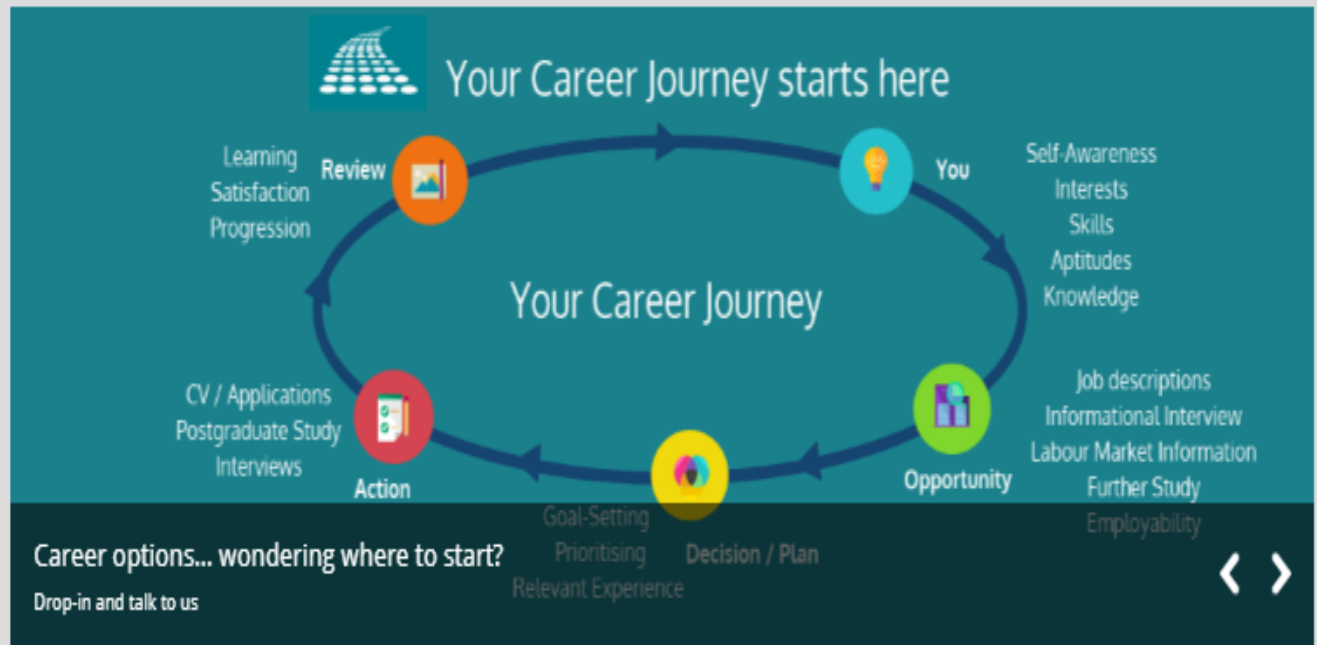 Your Career Journey starts here
Learning
Satisfaction
Progression
Review
You
Self-Awareness
Interests
Skills
Aptitudes
Knowledge
Your Career Journey
CV / Applications
Postgraduate Study
Interviews
Action
Opportunity
Job descriptions
Informational Interview
Labour Market Information
Further Study
Employability
Goal-Setting
Prioritising
Relevant Experience
Decision / Plan
Career options... wondering where to start?
Drop-in and talk to us